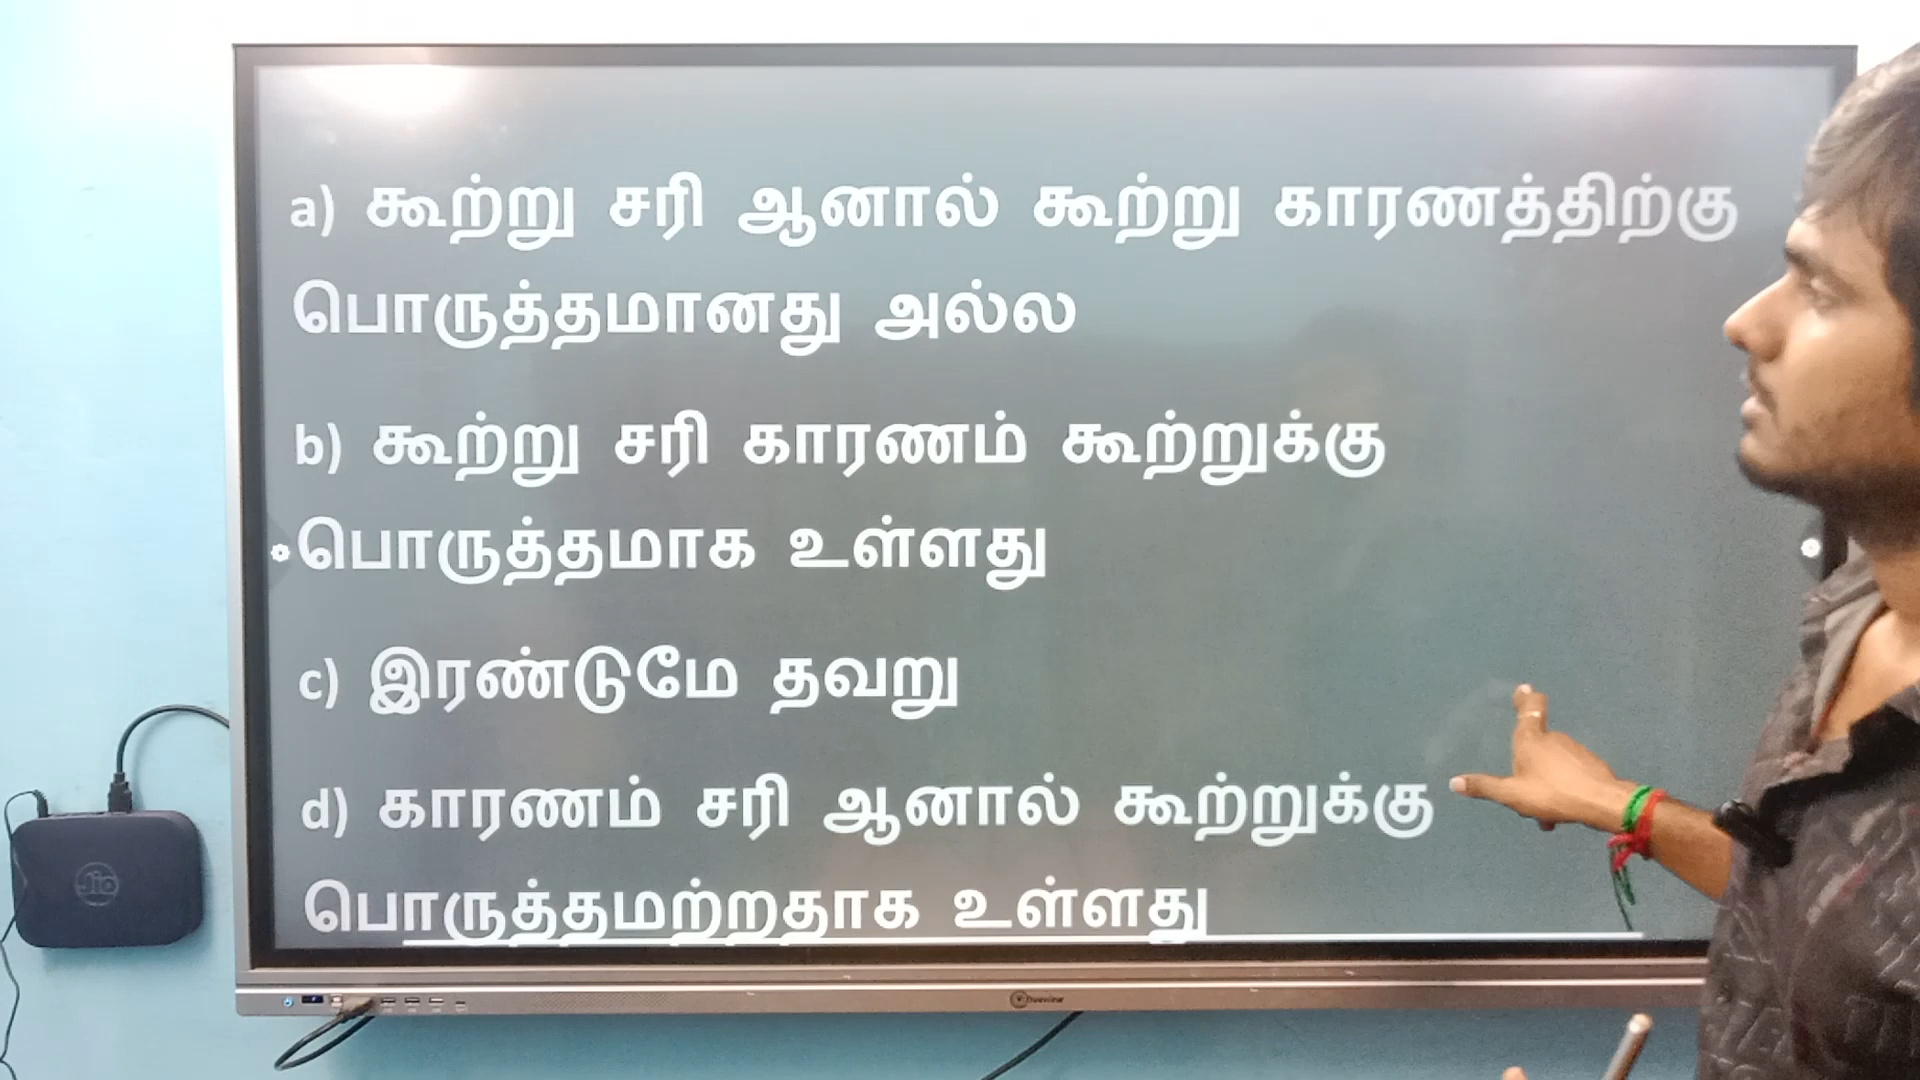 a) கூற்று சரி ஆனால் கூற்று காரணத்திற்கு
பொருத்தமானது அல்ல
b) கூற்று சரி காரணம் கூற்றுக்கு
பொருத்தமாக உள்ளது
c) இரண்டுமே தவறு
d) காரணம் சரி ஆனால் கூற்றுக்கு
பொருத்தமற்றதாக உள்ளது
Jio